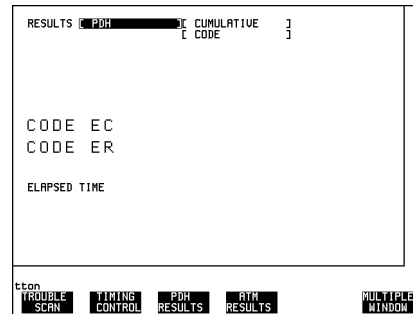 RESULTS [ PDH ][ CUMULATIVE ]
[ CODE ]
CODE EC
CODE ER
ELAPSED TIME
tton
TROUBLE SCAN
TIMING CONTROL
PDH RESULTS
ATM RESULTS
MULTIPLE WINDOW